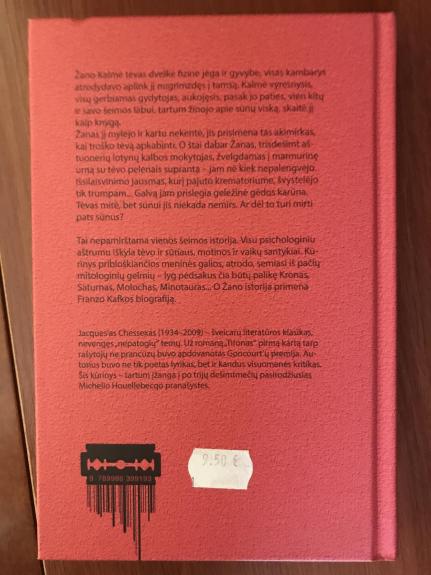 Žano Kalmė tėvas dvelkė fizine jėga ir gyvybe, visas kambarys
atrodydavo aplink jį nugrimzdęs į tamsą. Kalmė vyresnysis,
visų gerbiamas gydytojas, aukojęsis, pasak jo paties, vien kitų
ir savo šeimos labui, tartum žinojo apie sūnų viską, skaitė jį
kaip knygą.
Žanas jį mylėjo ir kartu nekentė, jis prisimena tas akimirkas,
kai troško tėvą apkabinti. O štai dabar Žanas, trisdešimt aš-
tuonerių lotynų kalbos mokytojas, žvelgdamas į marmurinę
urną su tėvo pelenais supranta – jam nė kiek nepalengvėjo.
Išsilaisvinimo jausmas, kurį pajuto krematoriume, švystelėjo
tik trumpam... Galvą jam prislegia geležinė gėdos karūna.
Tėvas mirė, bet sūnui jis niekada nemirs. Ar dėl to turi mirti
pats sūnus?
Tai nepamirštama vienos šeimos istorija. Visu psichologiniu
aštrumu iškyla tėvo ir sūnaus, motinos ir vaikų santykiai. Kū-
rinys pribloškiančios meninės galios, atrodo, semiasi iš pačių
mitologinių gelmių – lyg pėdsakus čia būtų palikę Kronas,
Saturnas, Molochas, Minotauras... O Žano istorija primena
Franzo Kafkos biografiją.
Jacques'as Chessexas (1934–2009) – šveicarų literatūros klasikas,
nevengęs „nepatogių" temų. Už romaną „Tironas" pirmą kartą tarp
rašytojų ne prancūzų buvo apdovanotas Goncourt'ų premija. Au-
torius buvo ne tik poetas lyrikas, bet ir kandus visuomenės kritikas.
Šis kūrinys – tartum įžanga į po trijų dešimtmečių pasirodžiusias
Michelio Houellebecqo pranašystes.
9.50 €
9 789986 399193